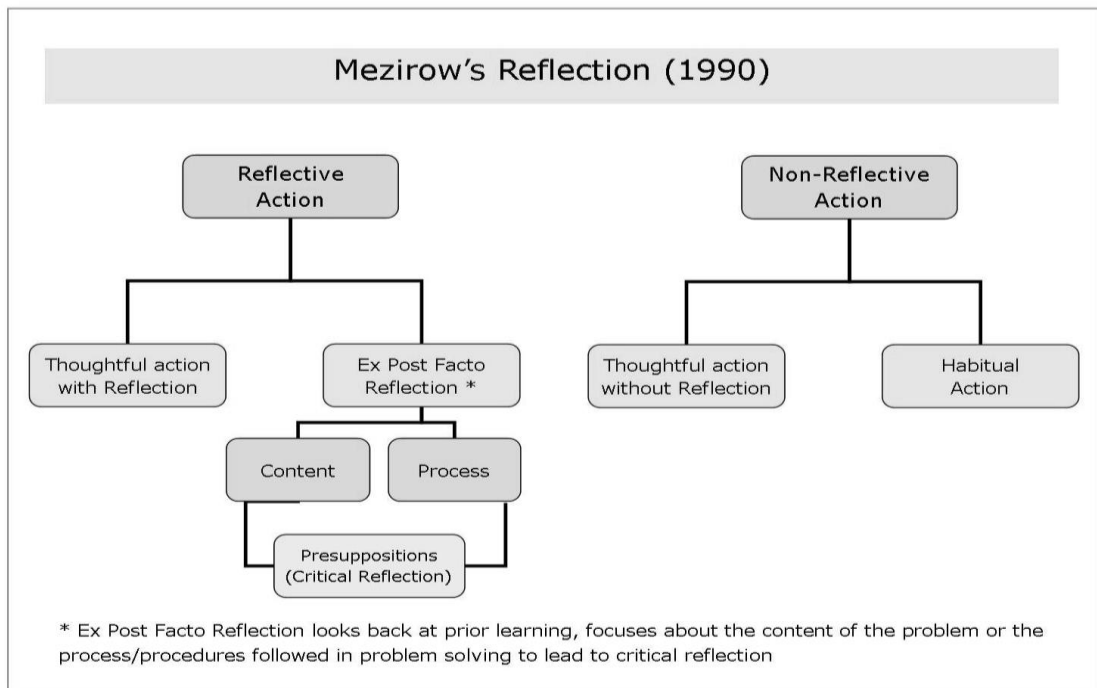 Mezirow's Reflection (1990)
Reflective
Action
Non-Reflective
Action
Thoughtful action
with Reflection
Ex Post Facto
Reflection *
Thoughtful action
without Reflection
Habitual
Action
Content
Process
Presuppositions
(Critical Reflection)
* Ex Post Facto Reflection looks back at prior learning, focuses about the content of the problem or the
process/procedures followed in problem solving to lead to critical reflection